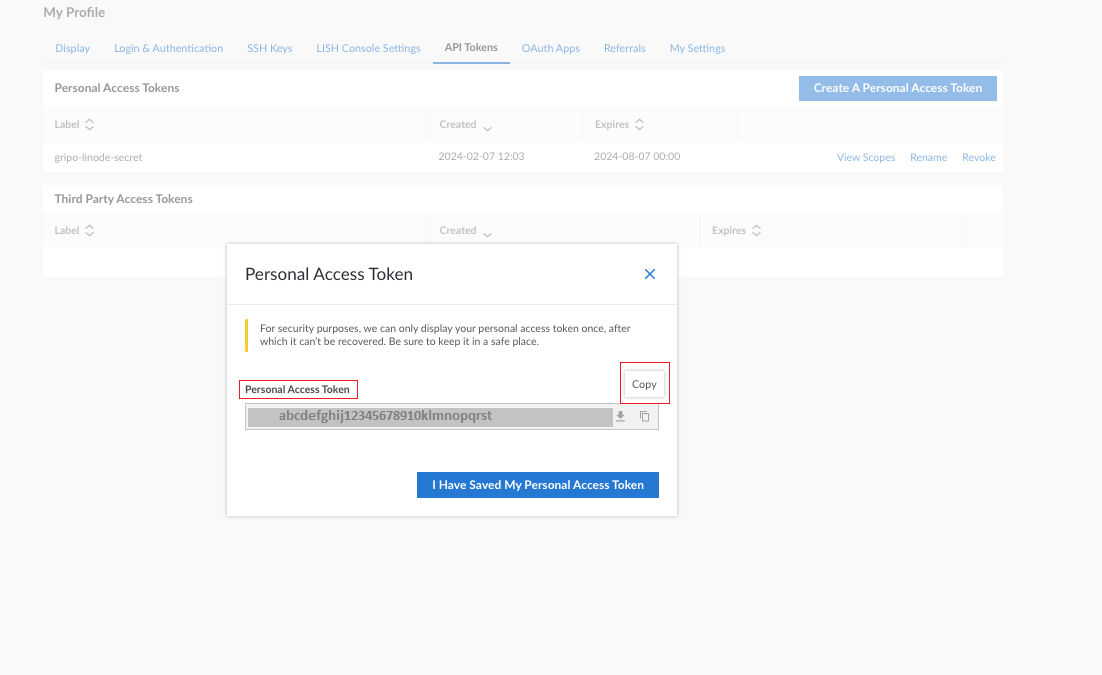 My Profile
Display Login & Authentication SSH Keys LISH Console Settings API Tokens OAuth Apps Referrals My Settings
Personal Access Tokens Create A Personal Access Token
Label Created Expires
gripo-linode-secret 2024-02-07 12:03 2024-08-07 00:00 View Scopes Rename Revoke
Third Party Access Tokens
Label Created Expires
Personal Access Token
For security purposes, we can only display your personal access token once, after
which it can't be recovered. Be sure to keep it in a safe place.
Copy
Personal Access Token
abcdefghij12345678910klmnopqrst
I Have Saved My Personal Access Token